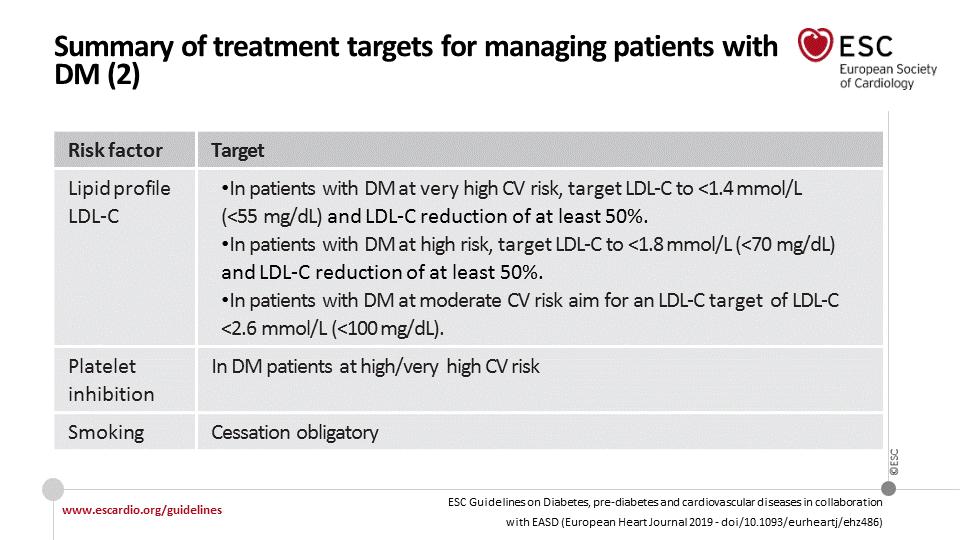 Summary of treatment targets for managing patients with
DM (2)
ESC
European Society
of Cardiology
Risk factor
Target
Lipid profile
LDL-C
•In patients with DM at very high CV risk, target LDL-C to <1.4 mmol/L
(<55 mg/dL) and LDL-C reduction of at least 50%.
•In patients with DM at high risk, target LDL-C to <1.8 mmol/L (<70 mg/dL)
and LDL-C reduction of at least 50%.
•In patients with DM at moderate CV risk aim for an LDL-C target of LDL-C
<2.6 mmol/L (<100 mg/dL).
Platelet
inhibition
In DM patients at high/very high CV risk
Smoking
Cessation obligatory
©ESC
www.escardio.org/guidelines
ESC Guidelines on Diabetes, pre-diabetes and cardiovascular diseases in collaboration
with EASD (European Heart Journal 2019 - doi/10.1093/eurheartj/ehz486)